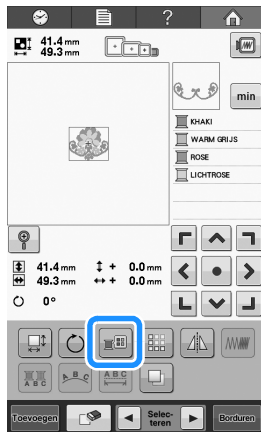 ?
41.4 mm
49.3 mm
min
KHAKI
WARM GRIJS
ROSE
LICHTROSE
41.4 mm + 0.0 mm
49.3 mm + 0.0 mm
0°
A B C A B C A B C
Toevoegen Selec-
teren Borduren